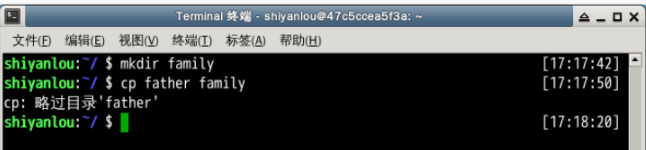 Terminal 终端 - shiyanlou@47c5ccea5f3a: ~
文件(F) 编辑(E) 视图(V) 终端(T) 标签(A) 帮助(H)
shiyanlou:~/ $ mkdir family [17:17:42]
shiyanlou:~/ $ cp father family [17:17:50]
cp: 略过目录'father'
shiyanlou:~/ $ [17:18:20]